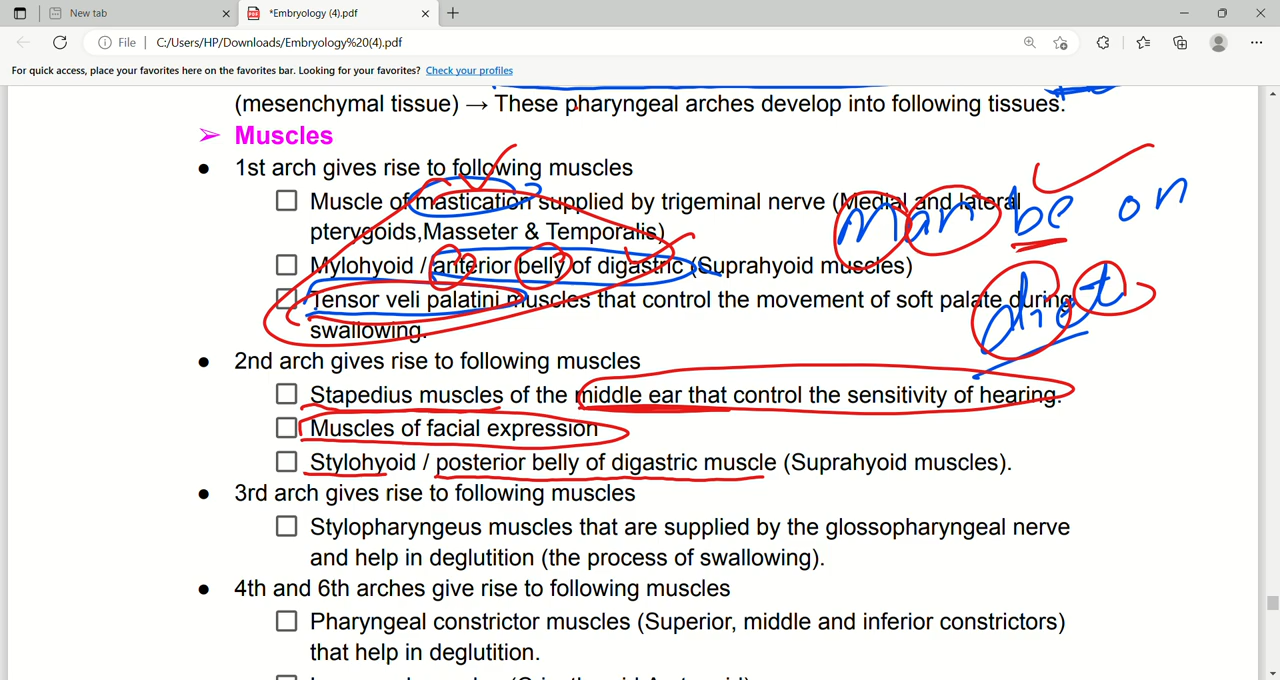 New tab
*Embryology (4).pdf
File
C:/Users/HP/Downloads/Embryology%20(4).pdf
For quick access, place your favorites here on the favorites bar. Looking for your favorites? Check your profiles
(mesenchymal tissue) → These pharyngeal arches develop into following tissues:
➢ Muscles
● 1st arch gives rise to following muscles
Muscle of mastication supplied by trigeminal nerve (Medial and lateral
pterygoids,Masseter & Temporalis)
Mylohyoid / anterior belly of digastric (Suprahyoid muscles)
Tensor veli palatini muscles that control the movement of soft palate during
swallowing.
man be on
diet
● 2nd arch gives rise to following muscles
Stapedius muscles of the middle ear that control the sensitivity of hearing.
Muscles of facial expression
Stylohyoid / posterior belly of digastric muscle (Suprahyoid muscles).
● 3rd arch gives rise to following muscles
Stylopharyngeus muscles that are supplied by the glossopharyngeal nerve
and help in deglutition (the process of swallowing).
● 4th and 6th arches give rise to following muscles
Pharyngeal constrictor muscles (Superior, middle and inferior constrictors)
that help in deglutition.